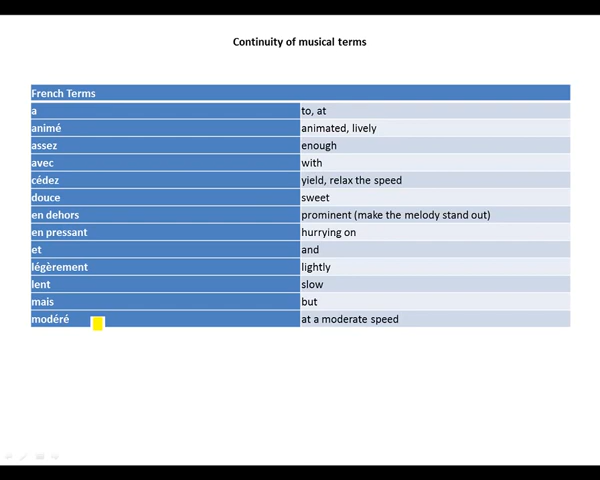 Continuity of musical terms
French Terms
a to, at
animé animated, lively
assez enough
avec with
cédez yield, relax the speed
douce sweet
en dehors prominent (make the melody stand out)
en pressant hurrying on
et and
légèrement lightly
lent slow
mais but
modéré at a moderate speed